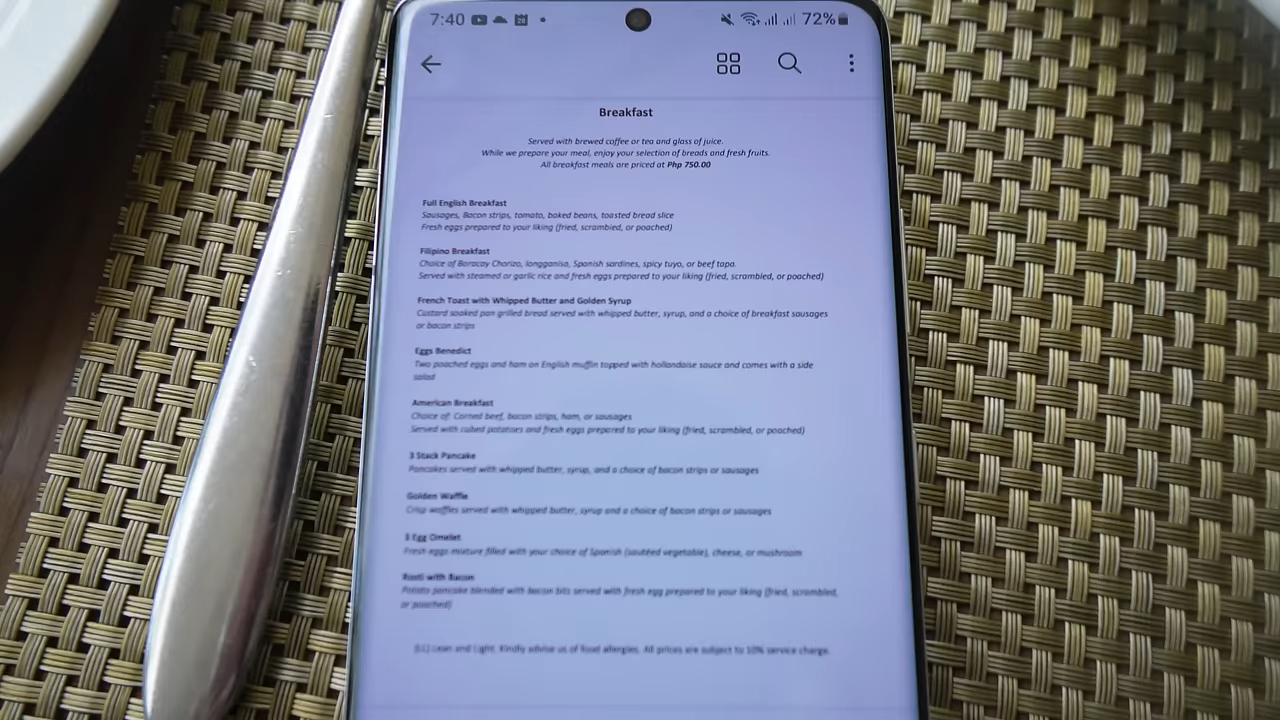 7:40
72%
Breakfast
Served with brewed coffee or tea and glass of juice.
While we prepare your meal, enjoy your selection of breads and fresh fruits.
All breakfast meals are priced at Php 750.00
Full English Breakfast
Sausages, Bacon strips, tomato, baked beans, toasted bread slice
Fresh eggs prepared to your liking (fried, scrambled, or poached)
Filipino Breakfast
Choice of Boracay Chorizo, longganisa, Spanish sardines, spicy tuyo, or beef tapa.
Served with steamed or garlic rice and fresh eggs prepared to your liking (fried, scrambled, or poached)
French Toast with Whipped Butter and Golden Syrup
Custard soaked pan grilled bread served with whipped butter, syrup, and a choice of breakfast sausages
or bacon strips
Eggs Benedict
Two poached eggs and ham on English muffin topped with hollandaise sauce and comes with a side
salad
American Breakfast
Choice of: Corned beef, bacon strips, ham, or sausages
Served with cubed potatoes and fresh eggs prepared to your liking (fried, scrambled, or poached)
3 Stack Pancake
Pancakes served with whipped butter, syrup, and a choice of bacon strips or sausages
Golden Waffle
Crisp waffles served with whipped butter, syrup and a choice of bacon strips or sausages
3 Egg Omelet
Fresh eggs mixture filled with your choice of Spanish (sautéed vegetable), cheese, or mushroom
Rosti with Bacon
Potato pancake blended with bacon bits served with fresh egg prepared to your liking (fried, scrambled,
or poached)
(LL) Lean and Light. Kindly advise us of food allergies. All prices are subject to 10% service charge.